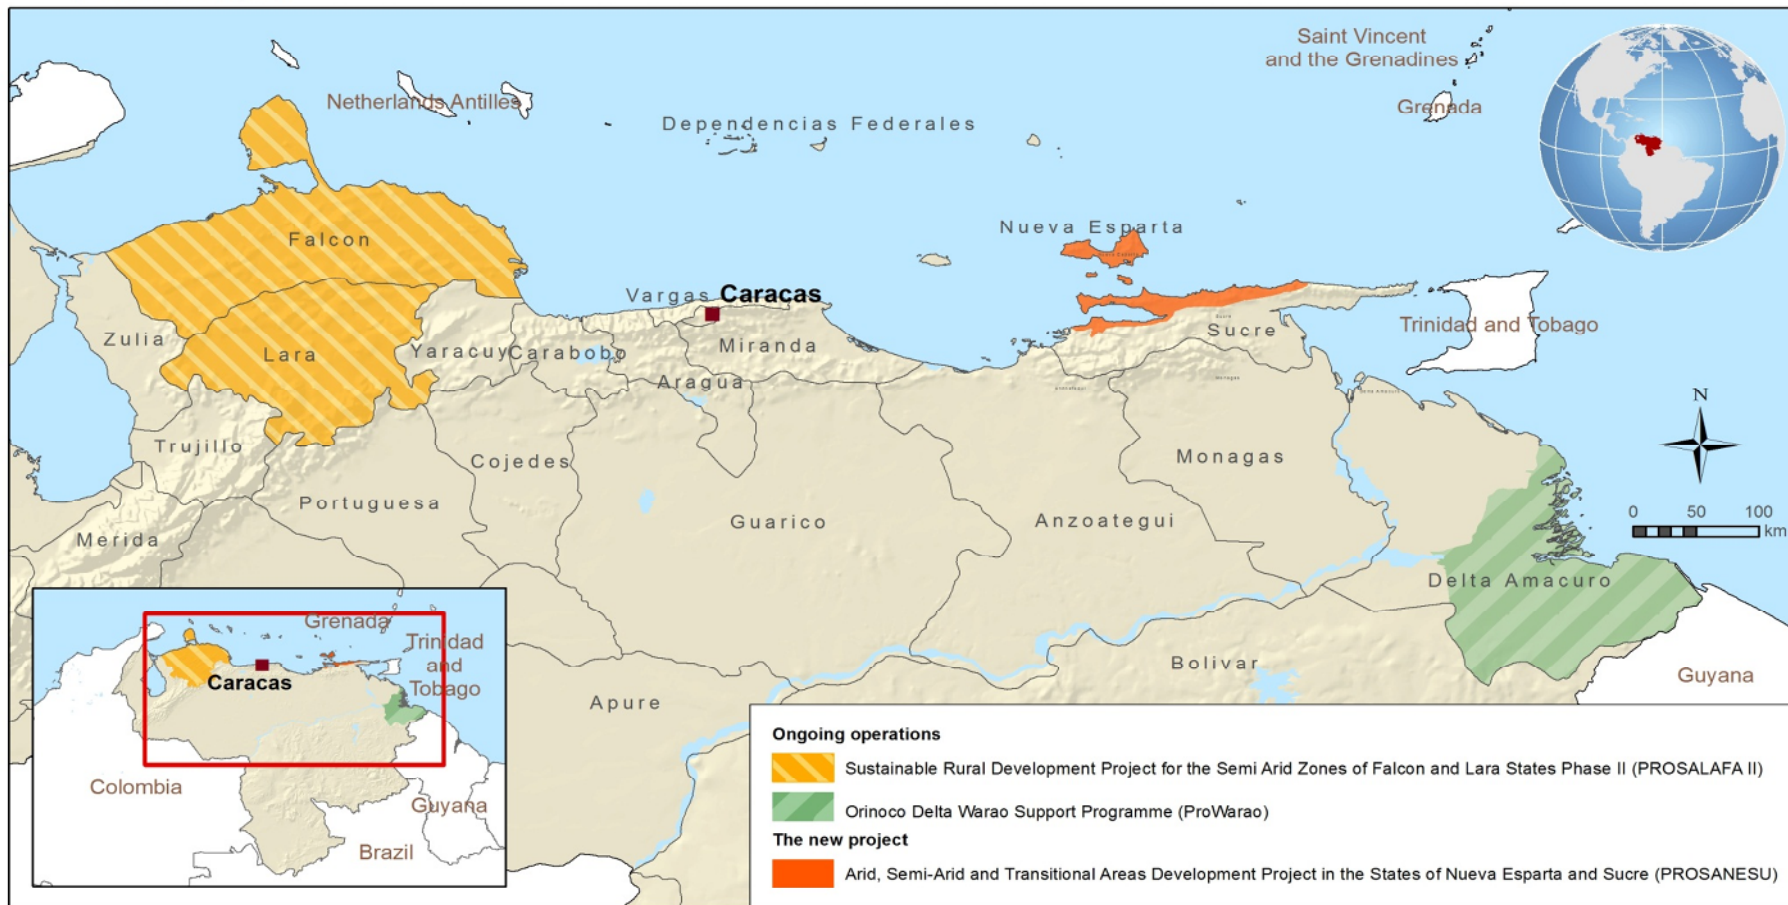 Saint Vincent
and the Grenadines
Netherlands Antilles
Grenada
Dependencias Federales
Nueva Esparta
Falcon
Vargas
Caracas
Zulia
Lara
Yaracuy
Carabobo
Miranda
Sucre
Sucre
Trinidad and Tobago
Aragua
Monagas
N
Trujillo
Cojedes
Monagas
Portuguesa
Guarico
Anzoategui
0 50 100
km
Merida
Delta Amacuro
Bolivar
Guyana
Apure
Grenada
Trinidad
and
Tobago
Caracas
Colombia
Guyana
Brazil
Ongoing operations
Sustainable Rural Development Project for the Semi Arid Zones of Falcon and Lara States Phase II (PROSALAFA II)
Orinoco Delta Warao Support Programme (ProWarao)
The new project
Arid, Semi-Arid and Transitional Areas Development Project in the States of Nueva Esparta and Sucre (PROSANESU)